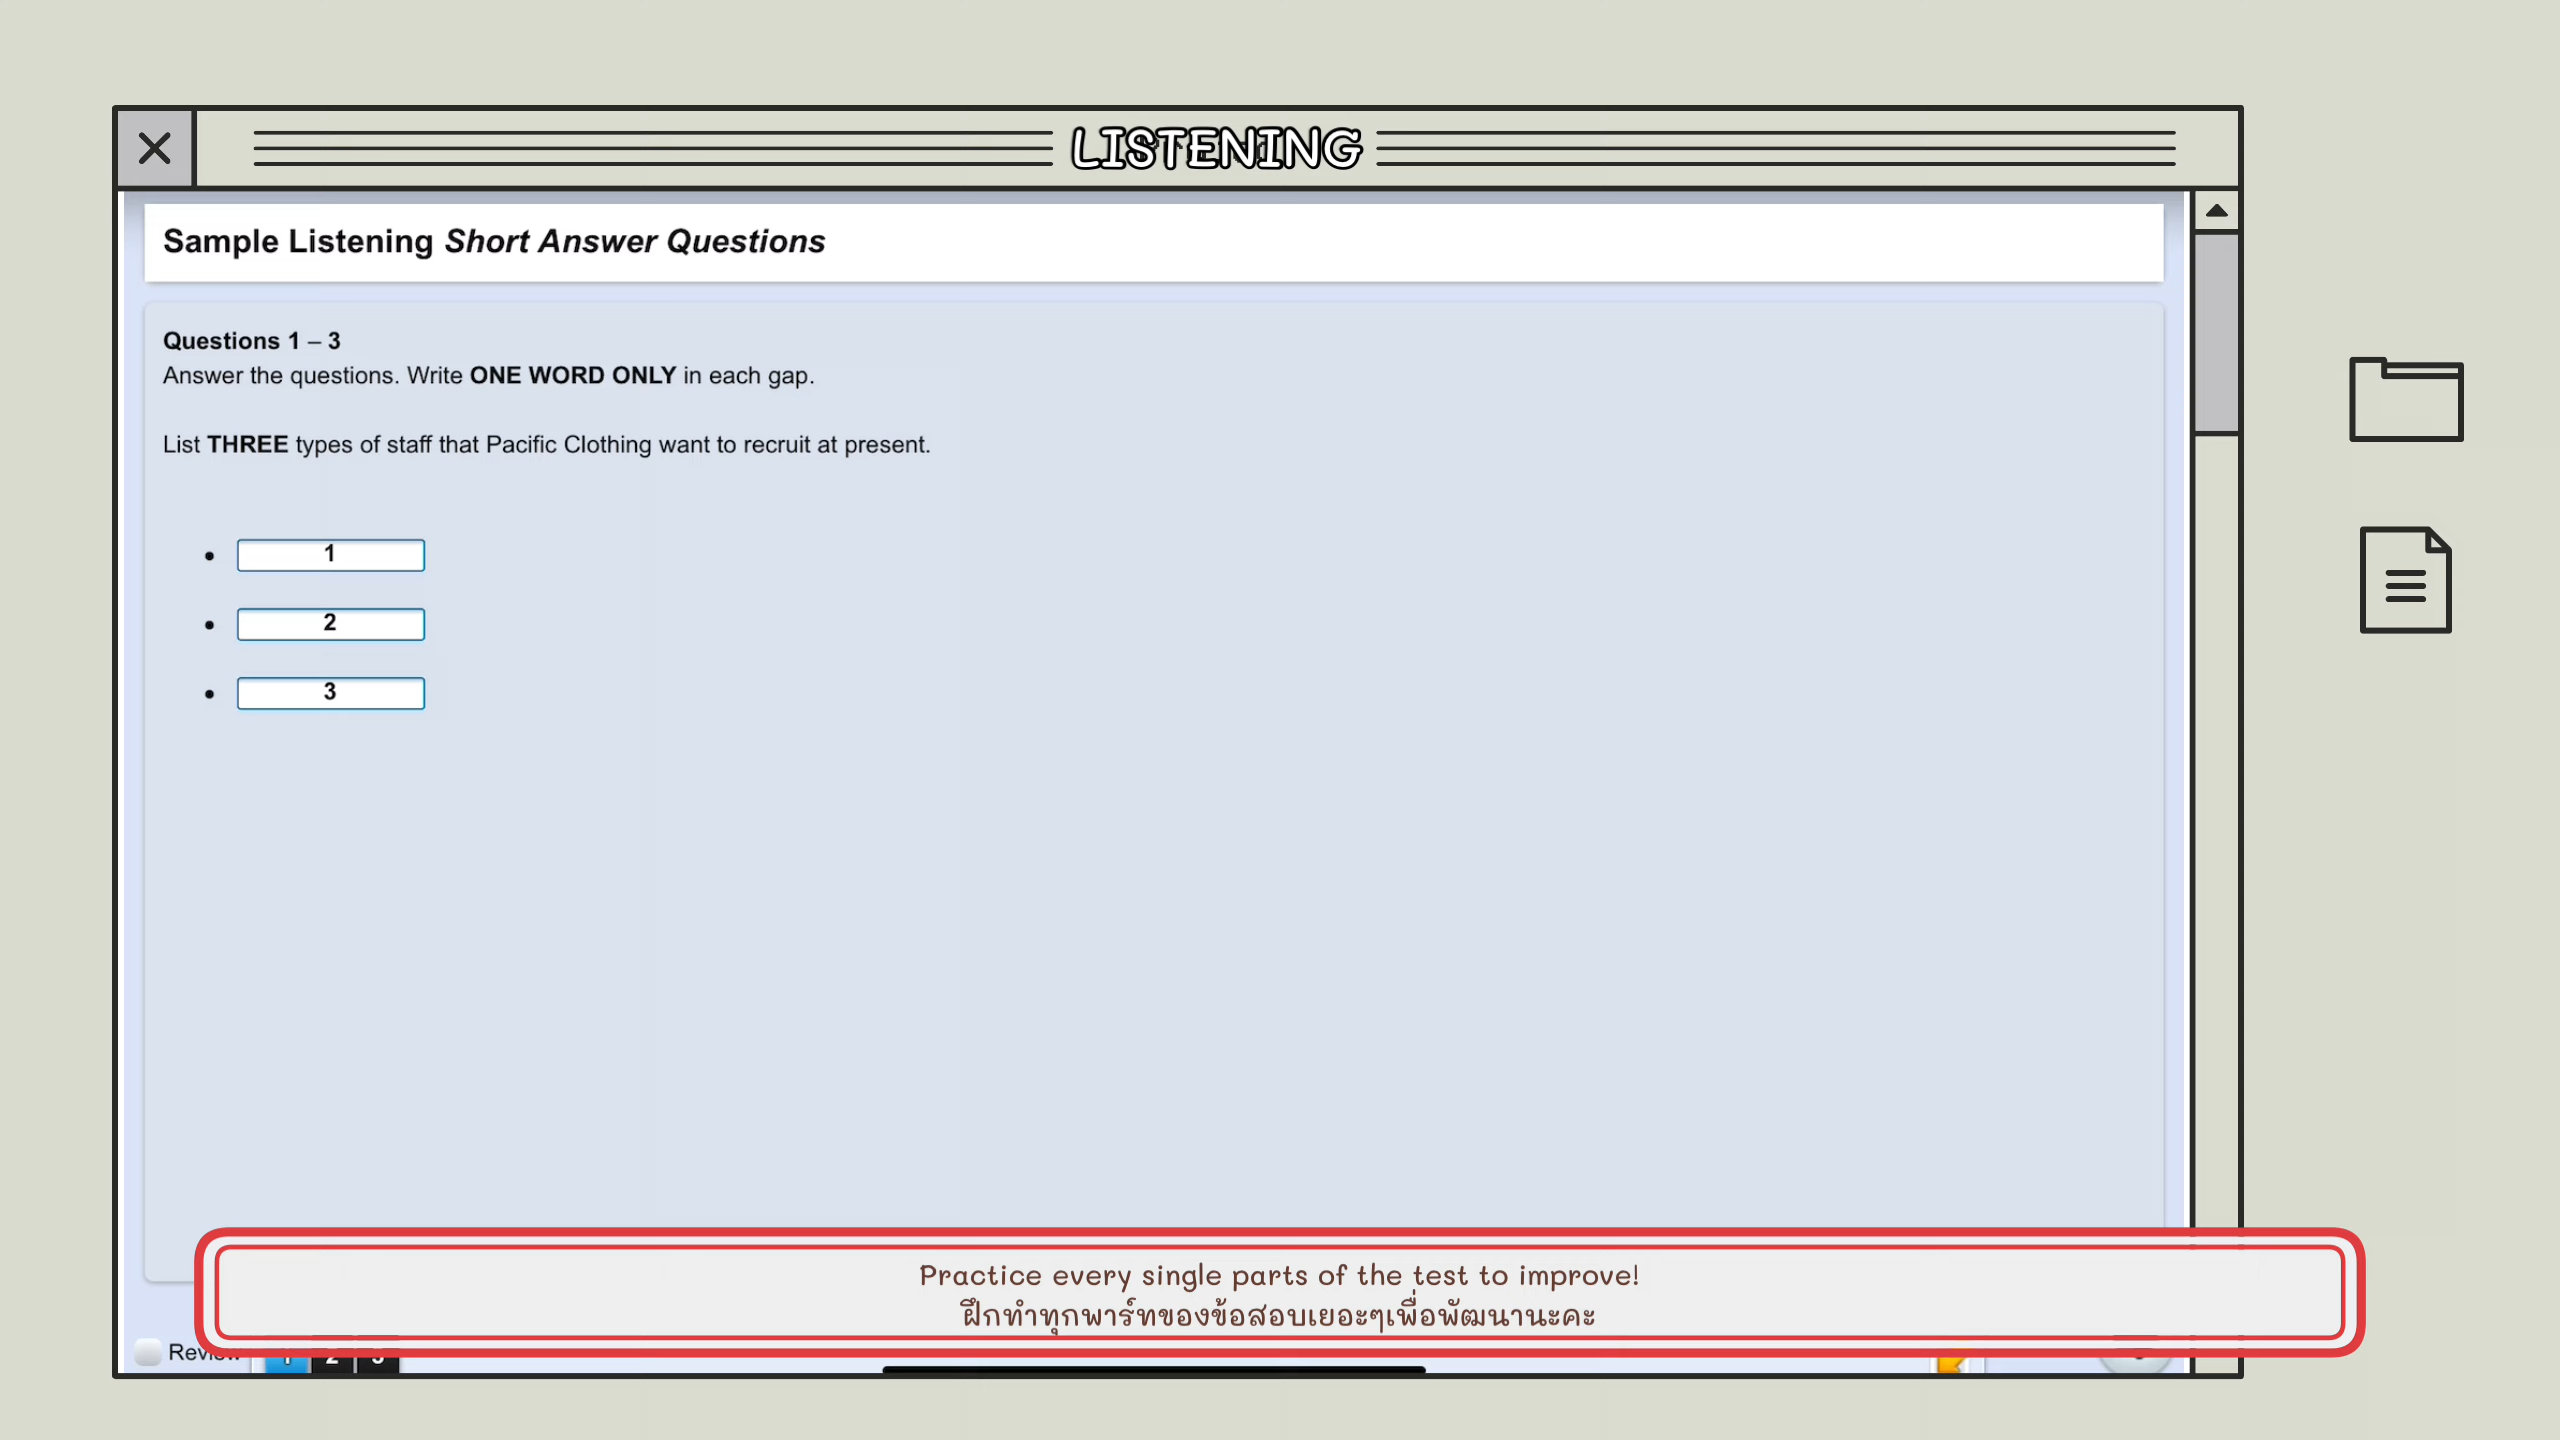 LISTENING
Sample Listening Short Answer Questions
Questions 1 – 3
Answer the questions. Write ONE WORD ONLY in each gap.
List THREE types of staff that Pacific Clothing want to recruit at present.
1
2
3
Practice every single parts of the test to improve!
ฝึกทำทุกพาร์ทของข้อสอบเยอะๆเพื่อพัฒนานะคะ
Review 1 2 3